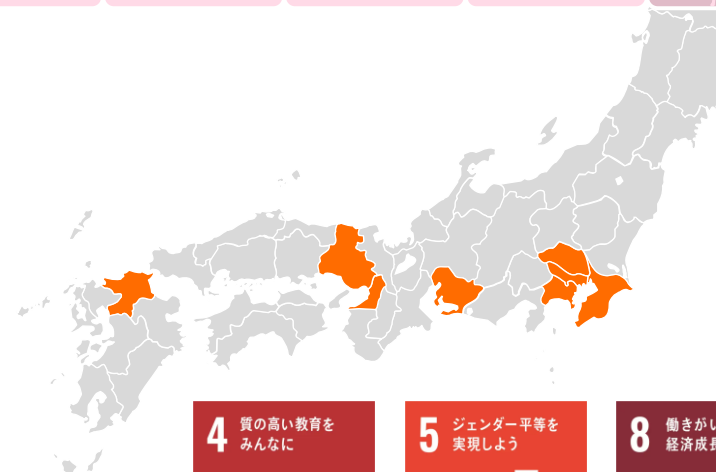 4
質の高い教育を
みんなに
5
ジェンダー平等を
実現しよう
8
働きがい
経済成長